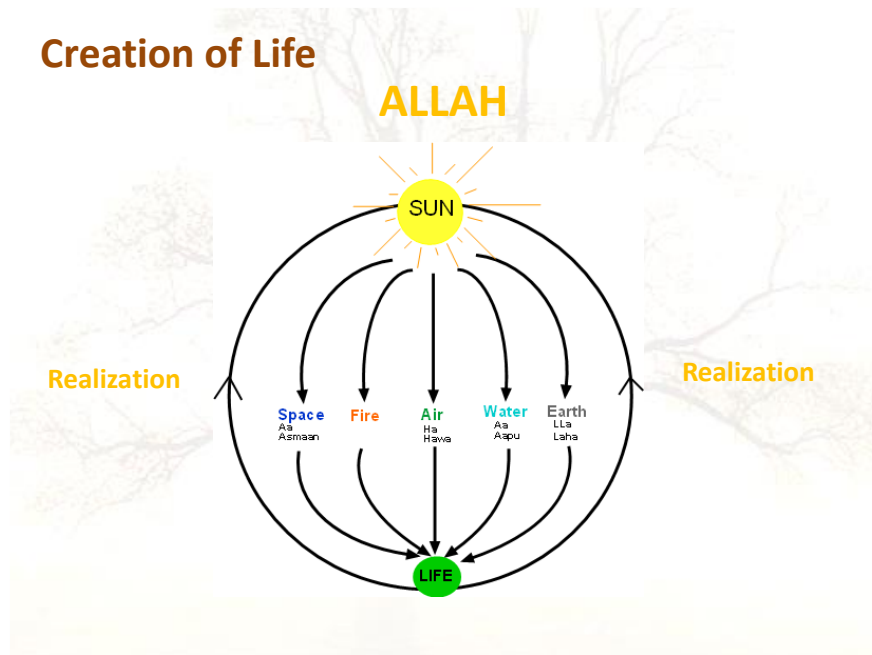 Creation of Life
ALLAH
SUN
Realization
Realization
Space
Aa
Asmaan
Fire
Air
Ha
Hawa
Water
Aa
Aapu
Earth
LLa
Laha
LIFE